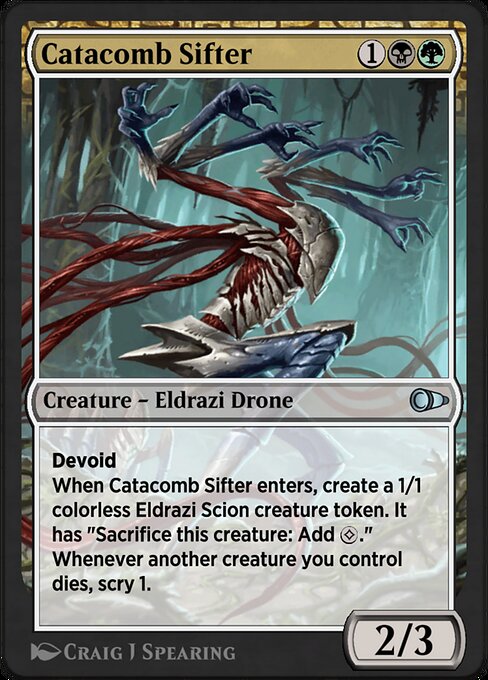 Catacomb Sifter
1
Creature – Eldrazi Drone
Devoid
When Catacomb Sifter enters, create a 1/1
colorless Eldrazi Scion creature token. It
has "Sacrifice this creature: Add ."
Whenever another creature you control
dies, scry 1.
2/3
Craig J Spearing